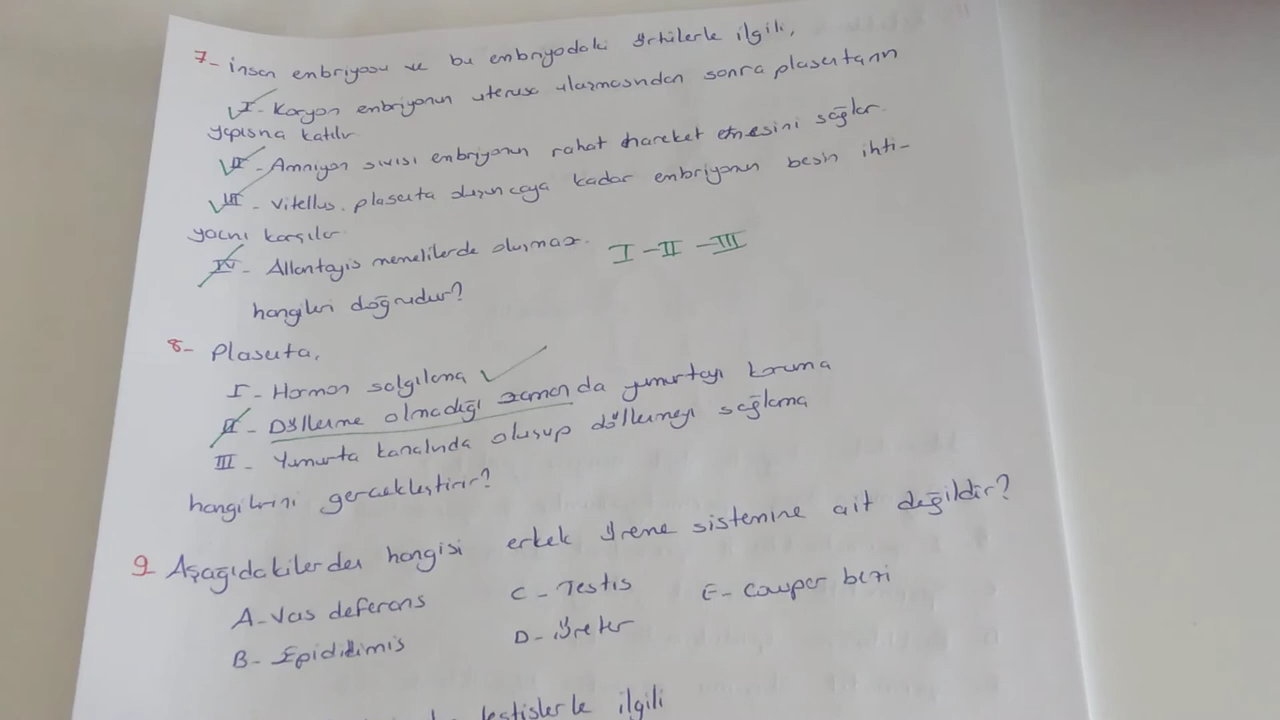 7- İnsan embriyosu ve bu embriyodaki örtülerle ilgili,
I- Koryon embriyonun uterusa ulaşmasından sonra plasentanın
yapısına katılır
II- Amniyon sıvısı embriyonun rahat hareket etmesini sağlar.
III- Vitellus, plasenta oluşuncaya kadar embriyonun besin ihti-
yacını karşılar
IV- Allantoyis memelilerde oluşmaz. I-II-III
hangileri doğrudur?
8- Plasenta,
I- Hormon salgılama
II- Döllenme olmadığı zaman da yumurtayı koruma
III- Yumurta kanalında oluşup döllenmeyi sağlama
hangilerini gerçekleştirir?
9 Aşağıdakilerden hangisi erkek üreme sistemine ait değildir?
A- Vas deferans C- Testis E- Cowper bezi
B- Epididimis D- Üreter
testislerle ilgili